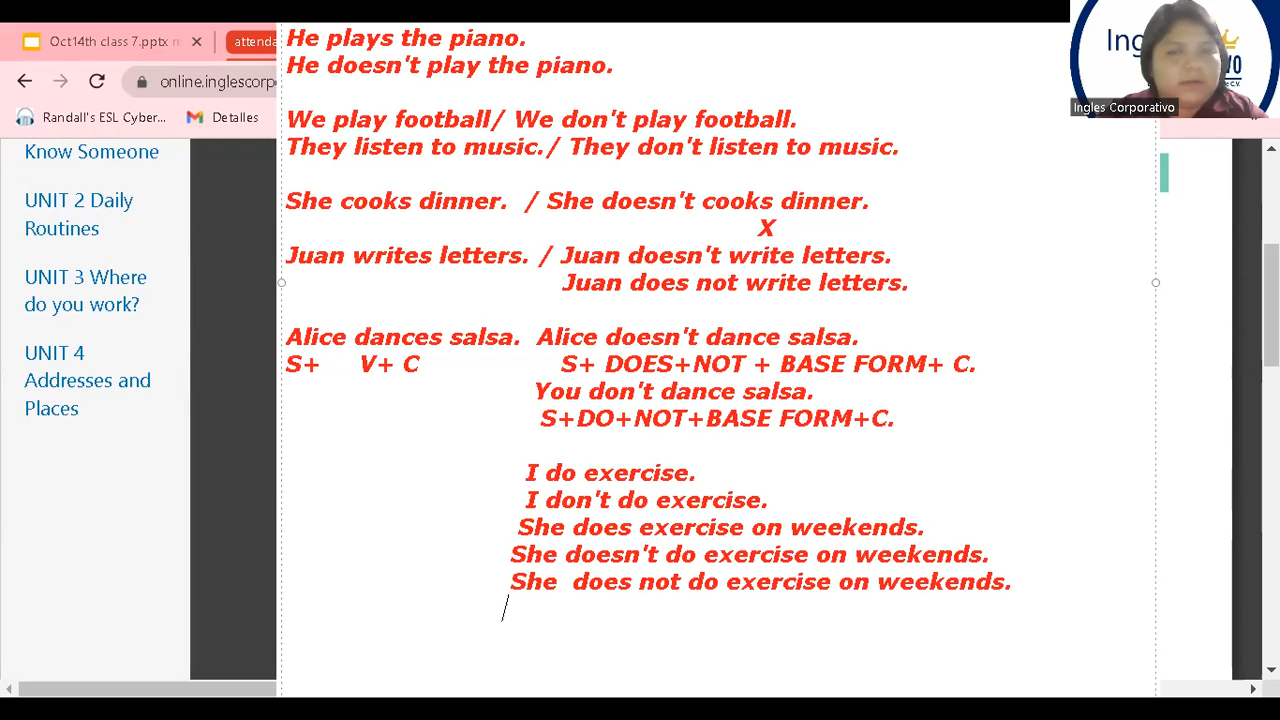 Oct14th class 7.pptx
attenda
online.inglescorp
Randall's ESL Cyber...
Detalles
Know Someone
UNIT 2 Daily
Routines
UNIT 3 Where
do you work?
UNIT 4
Addresses and
Places
He plays the piano.
He doesn't play the piano.
We play football/ We don't play football.
They listen to music./ They don't listen to music.
She cooks dinner. / She doesn't cooks dinner.
X
Juan writes letters. / Juan doesn't write letters.
Juan does not write letters.
Alice dances salsa. Alice doesn't dance salsa.
S+ V+ C S+ DOES+NOT + BASE FORM+ C.
You don't dance salsa.
S+DO+NOT+BASE FORM+C.
I do exercise.
I don't do exercise.
She does exercise on weekends.
She doesn't do exercise on weekends.
She does not do exercise on weekends.
Ing
VO
Ingles Corporativo